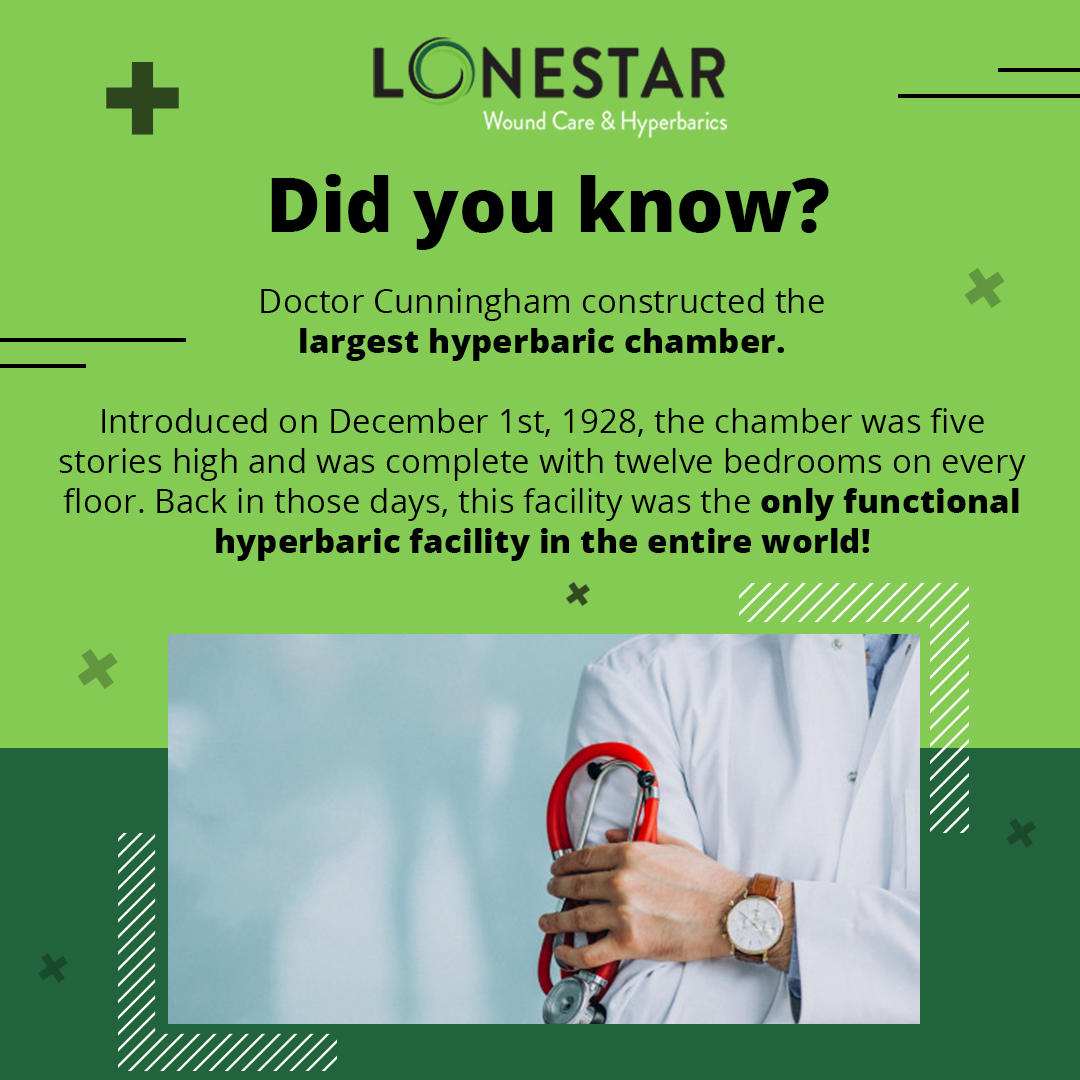 LONESTAR
Wound Care & Hyperbarics
Did you know?
Doctor Cunningham constructed the
largest hyperbaric chamber.
Introduced on December 1st, 1928, the chamber was five
stories high and was complete with twelve bedrooms on every
floor. Back in those days, this facility was the only functional
hyperbaric facility in the entire world!